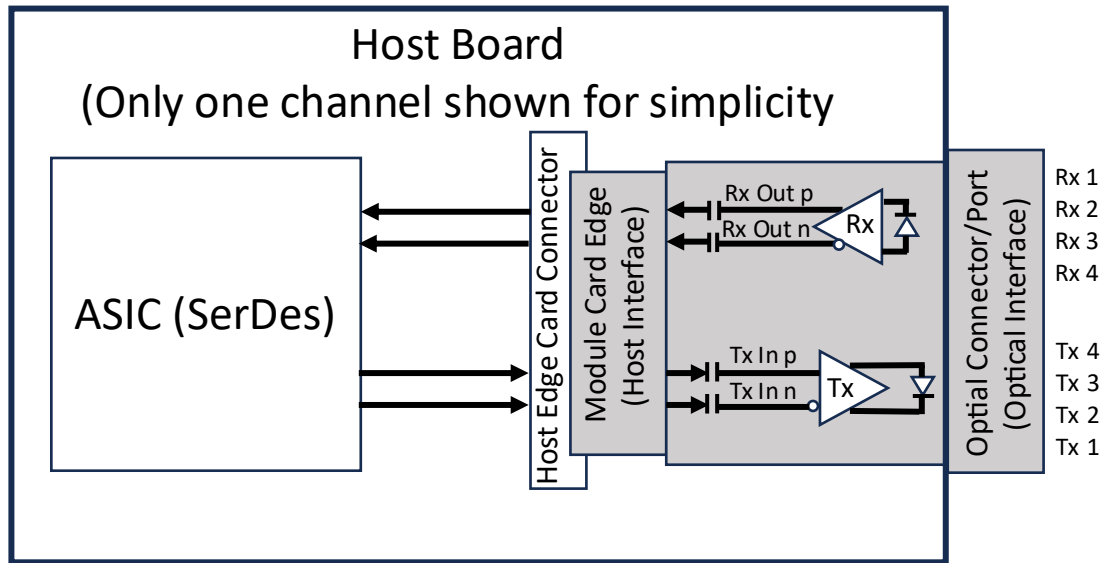 Host Board
(Only one channel shown for simplicity
ASIC (SerDes)
Host Edge Card Connector
Module Card Edge
(Host Interface)
Rx Out p
Rx Out n
Rx
Tx In p
Tx In n
Tx
Optial Connector/Port
(Optical Interface)
Rx 1
Rx 2
Rx 3
Rx 4
Tx 4
Tx 3
Tx 2
Tx 1